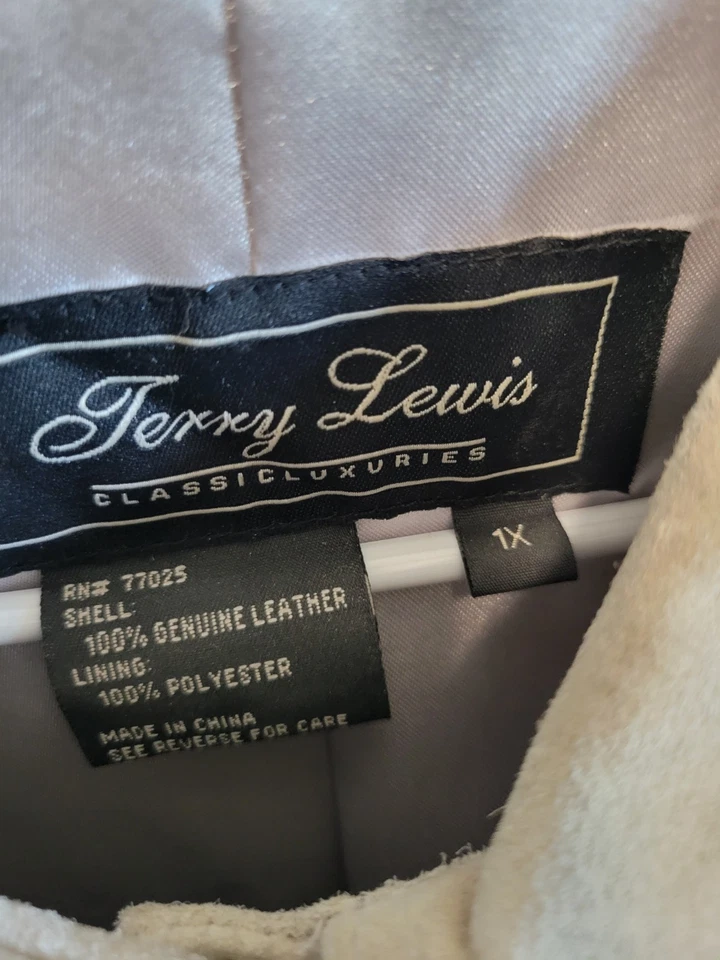 Terry Lewis
CLASSICLUXURIES
1X
RN# 77025
SHELL:
100% GENUINE LEATHER
LINING:
100% POLYESTER
MADE IN CHINA
SEE REVERSE FOR CARE